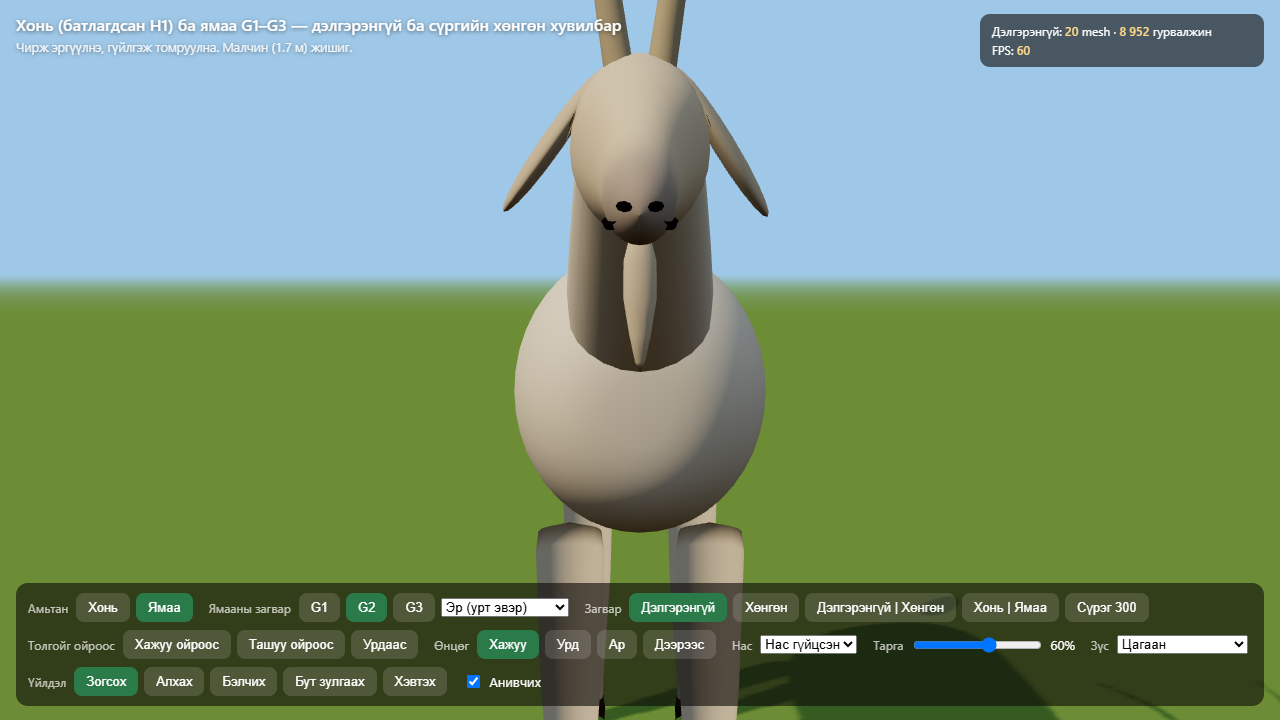 Хонь (батлагдсан H1) ба ямаа G1–G3 — дэлгэрэнгүй ба сүргийн хөнгөн хувилбар
Чирж эргүүлнэ, гүйлгэж томруулна. Малчин (1.7 м) жишиг.
Дэлгэрэнгүй: 20 mesh · 8 952 гурвалжин
FPS: 60
Амьтан Хонь Ямаа Ямааны загвар G1 G2 G3 Эр (урт эвэр) Загвар Дэлгэрэнгүй Хөнгөн Дэлгэрэнгүй | Хөнгөн Хонь | Ямаа Сүрэг 300
Толгойг ойроос Хажуу ойроос Ташуу ойроос Урдаас Өнцөг Хажуу Урд Ар Дээрээс Нас Нас гүйцсэн Тарга 60% Зүс Цагаан
Үйлдэл Зогсох Алхах Бэлчих Бут зулгаах Хэвтэх Анивчих